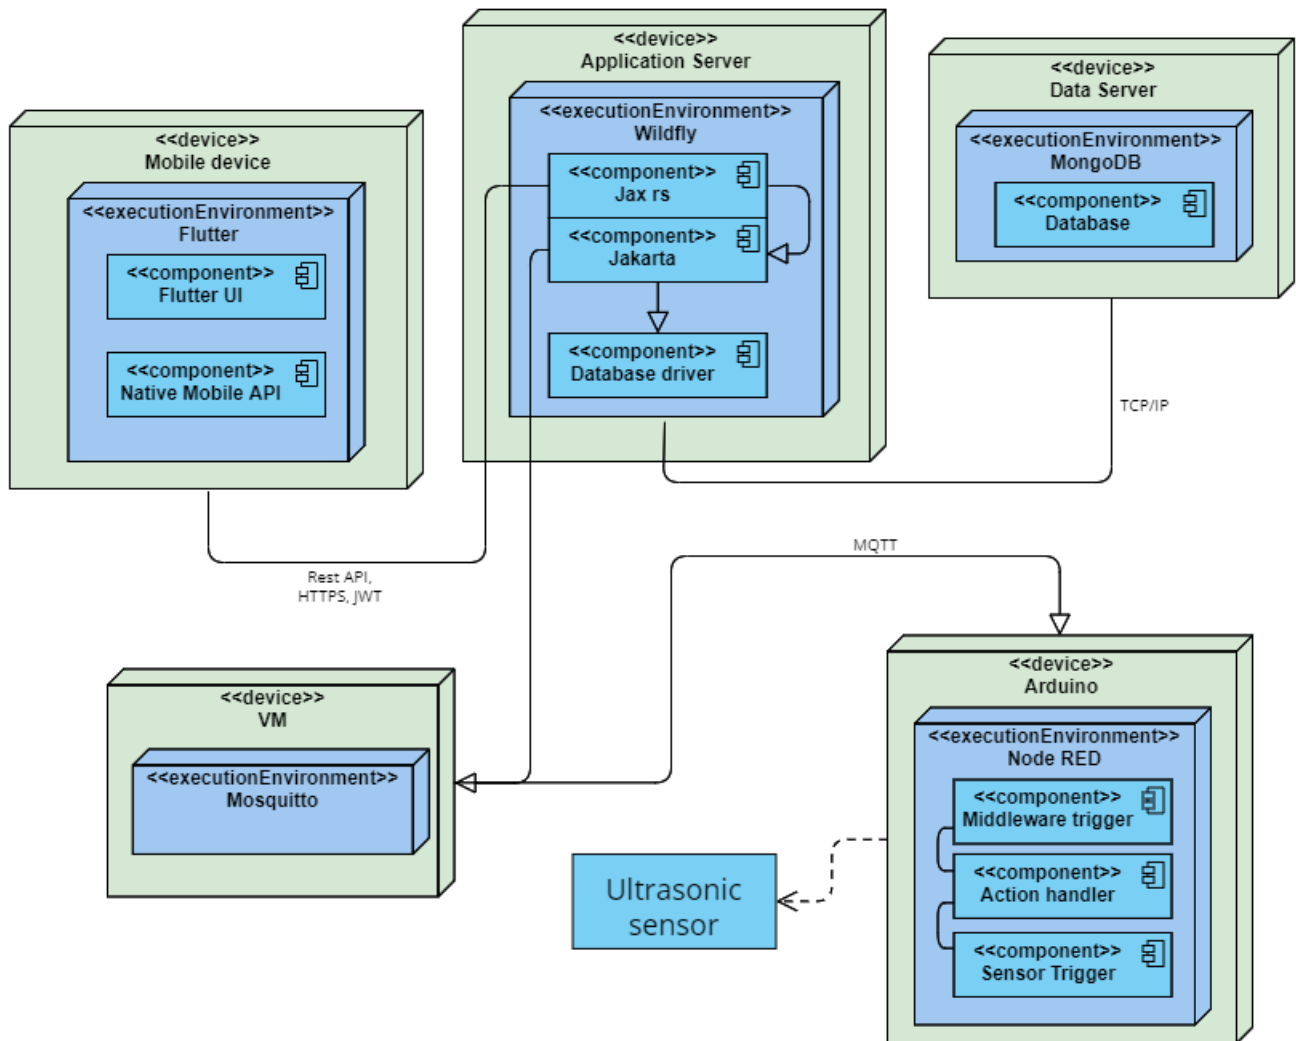 <<device>>
Mobile device
<<executionEnvironment>>
Flutter
<<component>>
Flutter UI
<<component>>
Native Mobile API
<<device>>
Application Server
<<executionEnvironment>>
Wildfly
<<component>>
Jax rs
<<component>>
Jakarta
<<component>>
Database driver
<<device>>
Data Server
<<executionEnvironment>>
MongoDB
<<component>>
Database
TCP/IP
Rest API,
HTTPS, JWT
MQTT
<<device>>
VM
<<executionEnvironment>>
Mosquitto
Ultrasonic
sensor
<<device>>
Arduino
<<executionEnvironment>>
Node RED
<<component>>
Middleware trigger
<<component>>
Action handler
<<component>>
Sensor Trigger